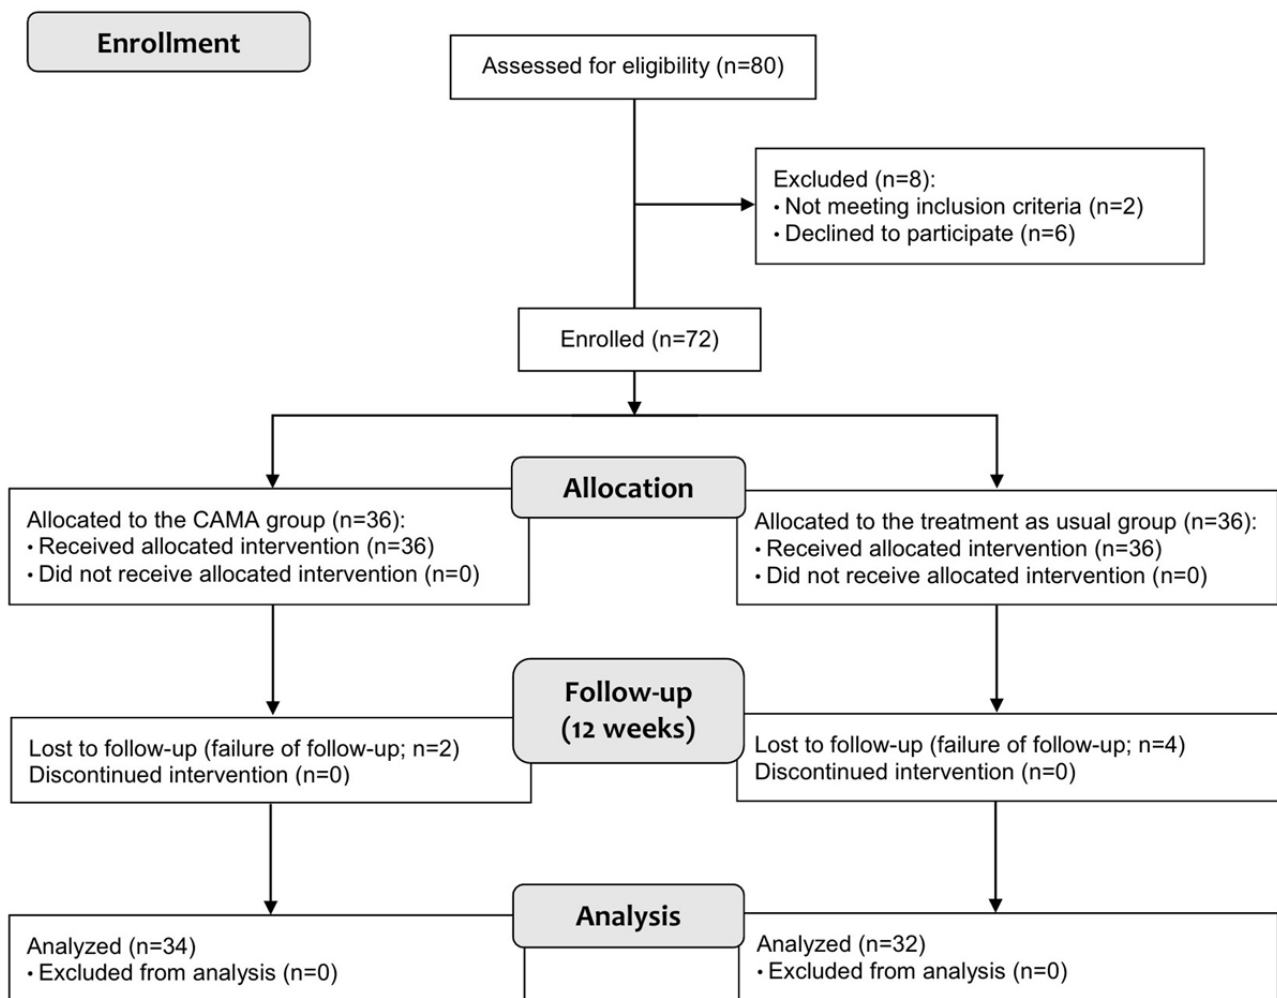 Enrollment
Assessed for eligibility (n=80)
Excluded (n=8):
• Not meeting inclusion criteria (n=2)
• Declined to participate (n=6)
Enrolled (n=72)
Allocation
Allocated to the CAMA group (n=36):
• Received allocated intervention (n=36)
• Did not receive allocated intervention (n=0)
Allocated to the treatment as usual group (n=36):
• Received allocated intervention (n=36)
• Did not receive allocated intervention (n=0)
Follow-up
(12 weeks)
Lost to follow-up (failure of follow-up; n=2)
Discontinued intervention (n=0)
Lost to follow-up (failure of follow-up; n=4)
Discontinued intervention (n=0)
Analysis
Analyzed (n=34)
• Excluded from analysis (n=0)
Analyzed (n=32)
• Excluded from analysis (n=0)